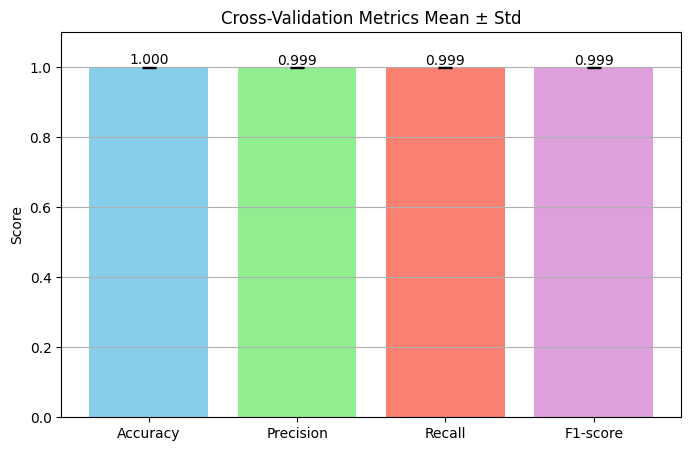 Cross-Validation Metrics Mean ± Std
1.000
0.999
0.999
0.999
1.0
0.8
0.6
0.4
0.2
0.0
Score
Accuracy
Precision
Recall
F1-score